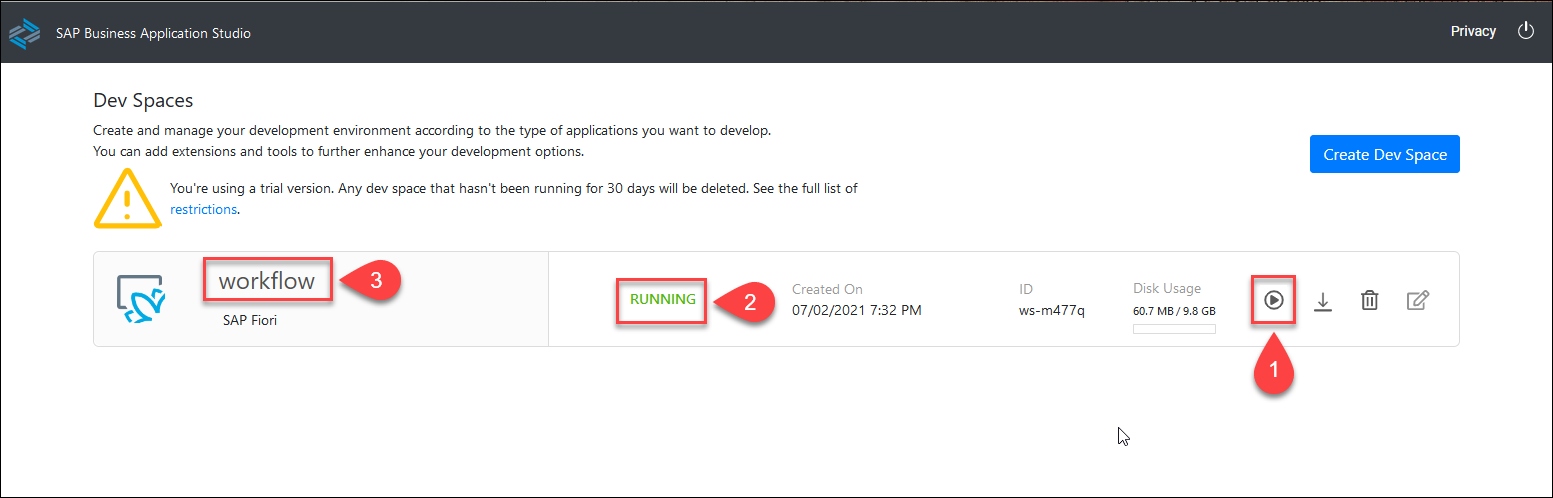 SAP Business Application Studio
Privacy
Dev Spaces
Create and manage your development environment according to the type of applications you want to develop.
You can add extensions and tools to further enhance your development options.
Create Dev Space
You're using a trial version. Any dev space that hasn't been running for 30 days will be deleted. See the full list of
restrictions.
workflow
3
SAP Fiori
RUNNING
2
Created On
07/02/2021 7:32 PM
ID
ws-m477q
Disk Usage
60.7 MB / 9.8 GB
1